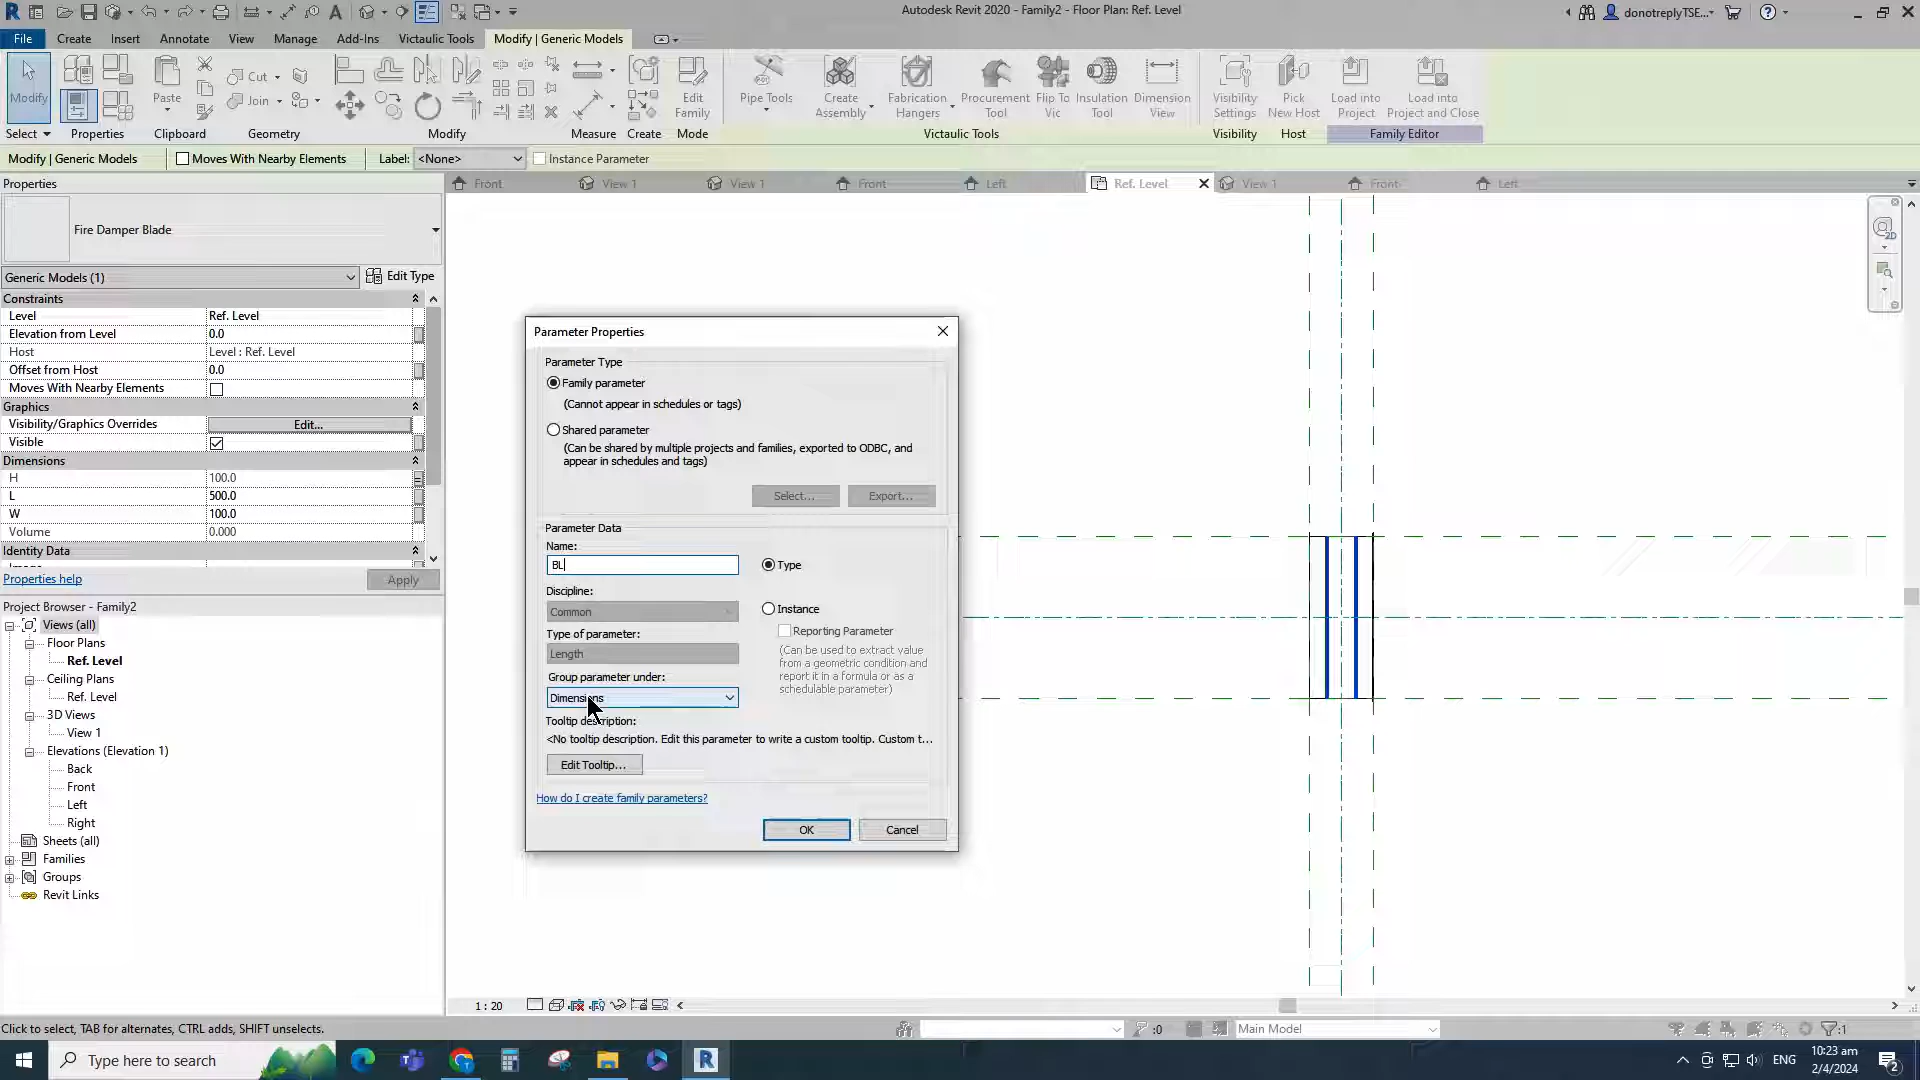 Autodesk Revit 2020 - Family2 - Floor Plan: Ref. Level
donotreplyTSE...
File Create Insert Annotate View Manage Add-Ins Victaulic Tools Modify | Generic Models
Modify
Paste
Cut
Join
Edit Family
Pipe Tools
Create Assembly
Fabrication Hangers
Procurement Tool
Flip To Vic
Insulation Tool
Dimension View
Visibility Settings
Pick New Host
Load into Project
Load into Project and Close
Select Properties Clipboard Geometry Modify Measure Create Mode Victaulic Tools Visibility Host Family Editor
Modify | Generic Models Moves With Nearby Elements Label: <None> Instance Parameter
Properties
Front View 1 View 1 Front Left Ref. Level View 1 Front Left
Fire Damper Blade
Generic Models (1) Edit Type
Constraints
Level Ref. Level
Elevation from Level 0.0
Host Level : Ref. Level
Offset from Host 0.0
Moves With Nearby Elements
Graphics
Visibility/Graphics Overrides Edit...
Visible
Dimensions
H 100.0
L 500.0
W 100.0
Volume 0.000
Identity Data
Properties help Apply
Project Browser - Family2
Views (all)
Floor Plans
Ref. Level
Ceiling Plans
Ref. Level
3D Views
View 1
Elevations (Elevation 1)
Back
Front
Left
Right
Sheets (all)
Families
Groups
Revit Links
Parameter Properties
Parameter Type
Family parameter
(Cannot appear in schedules or tags)
Shared parameter
(Can be shared by multiple projects and families, exported to ODBC, and
appear in schedules and tags)
Select... Export...
Parameter Data
Name:
BL
Type
Discipline:
Common
Instance
Type of parameter:
Reporting Parameter
Length
(Can be used to extract value
from a geometric condition and
report it in a formula or as a
schedulable parameter)
Group parameter under:
Dimensions
Tooltip description:
<No tooltip description. Edit this parameter to write a custom tooltip. Custom t...
Edit Tooltip...
How do I create family parameters?
OK Cancel
1 : 20
Click to select, TAB for alternates, CTRL adds, SHIFT unselects.
:0
Main Model
:1
Type here to search
ENG
10:23 am
2/4/2024
2